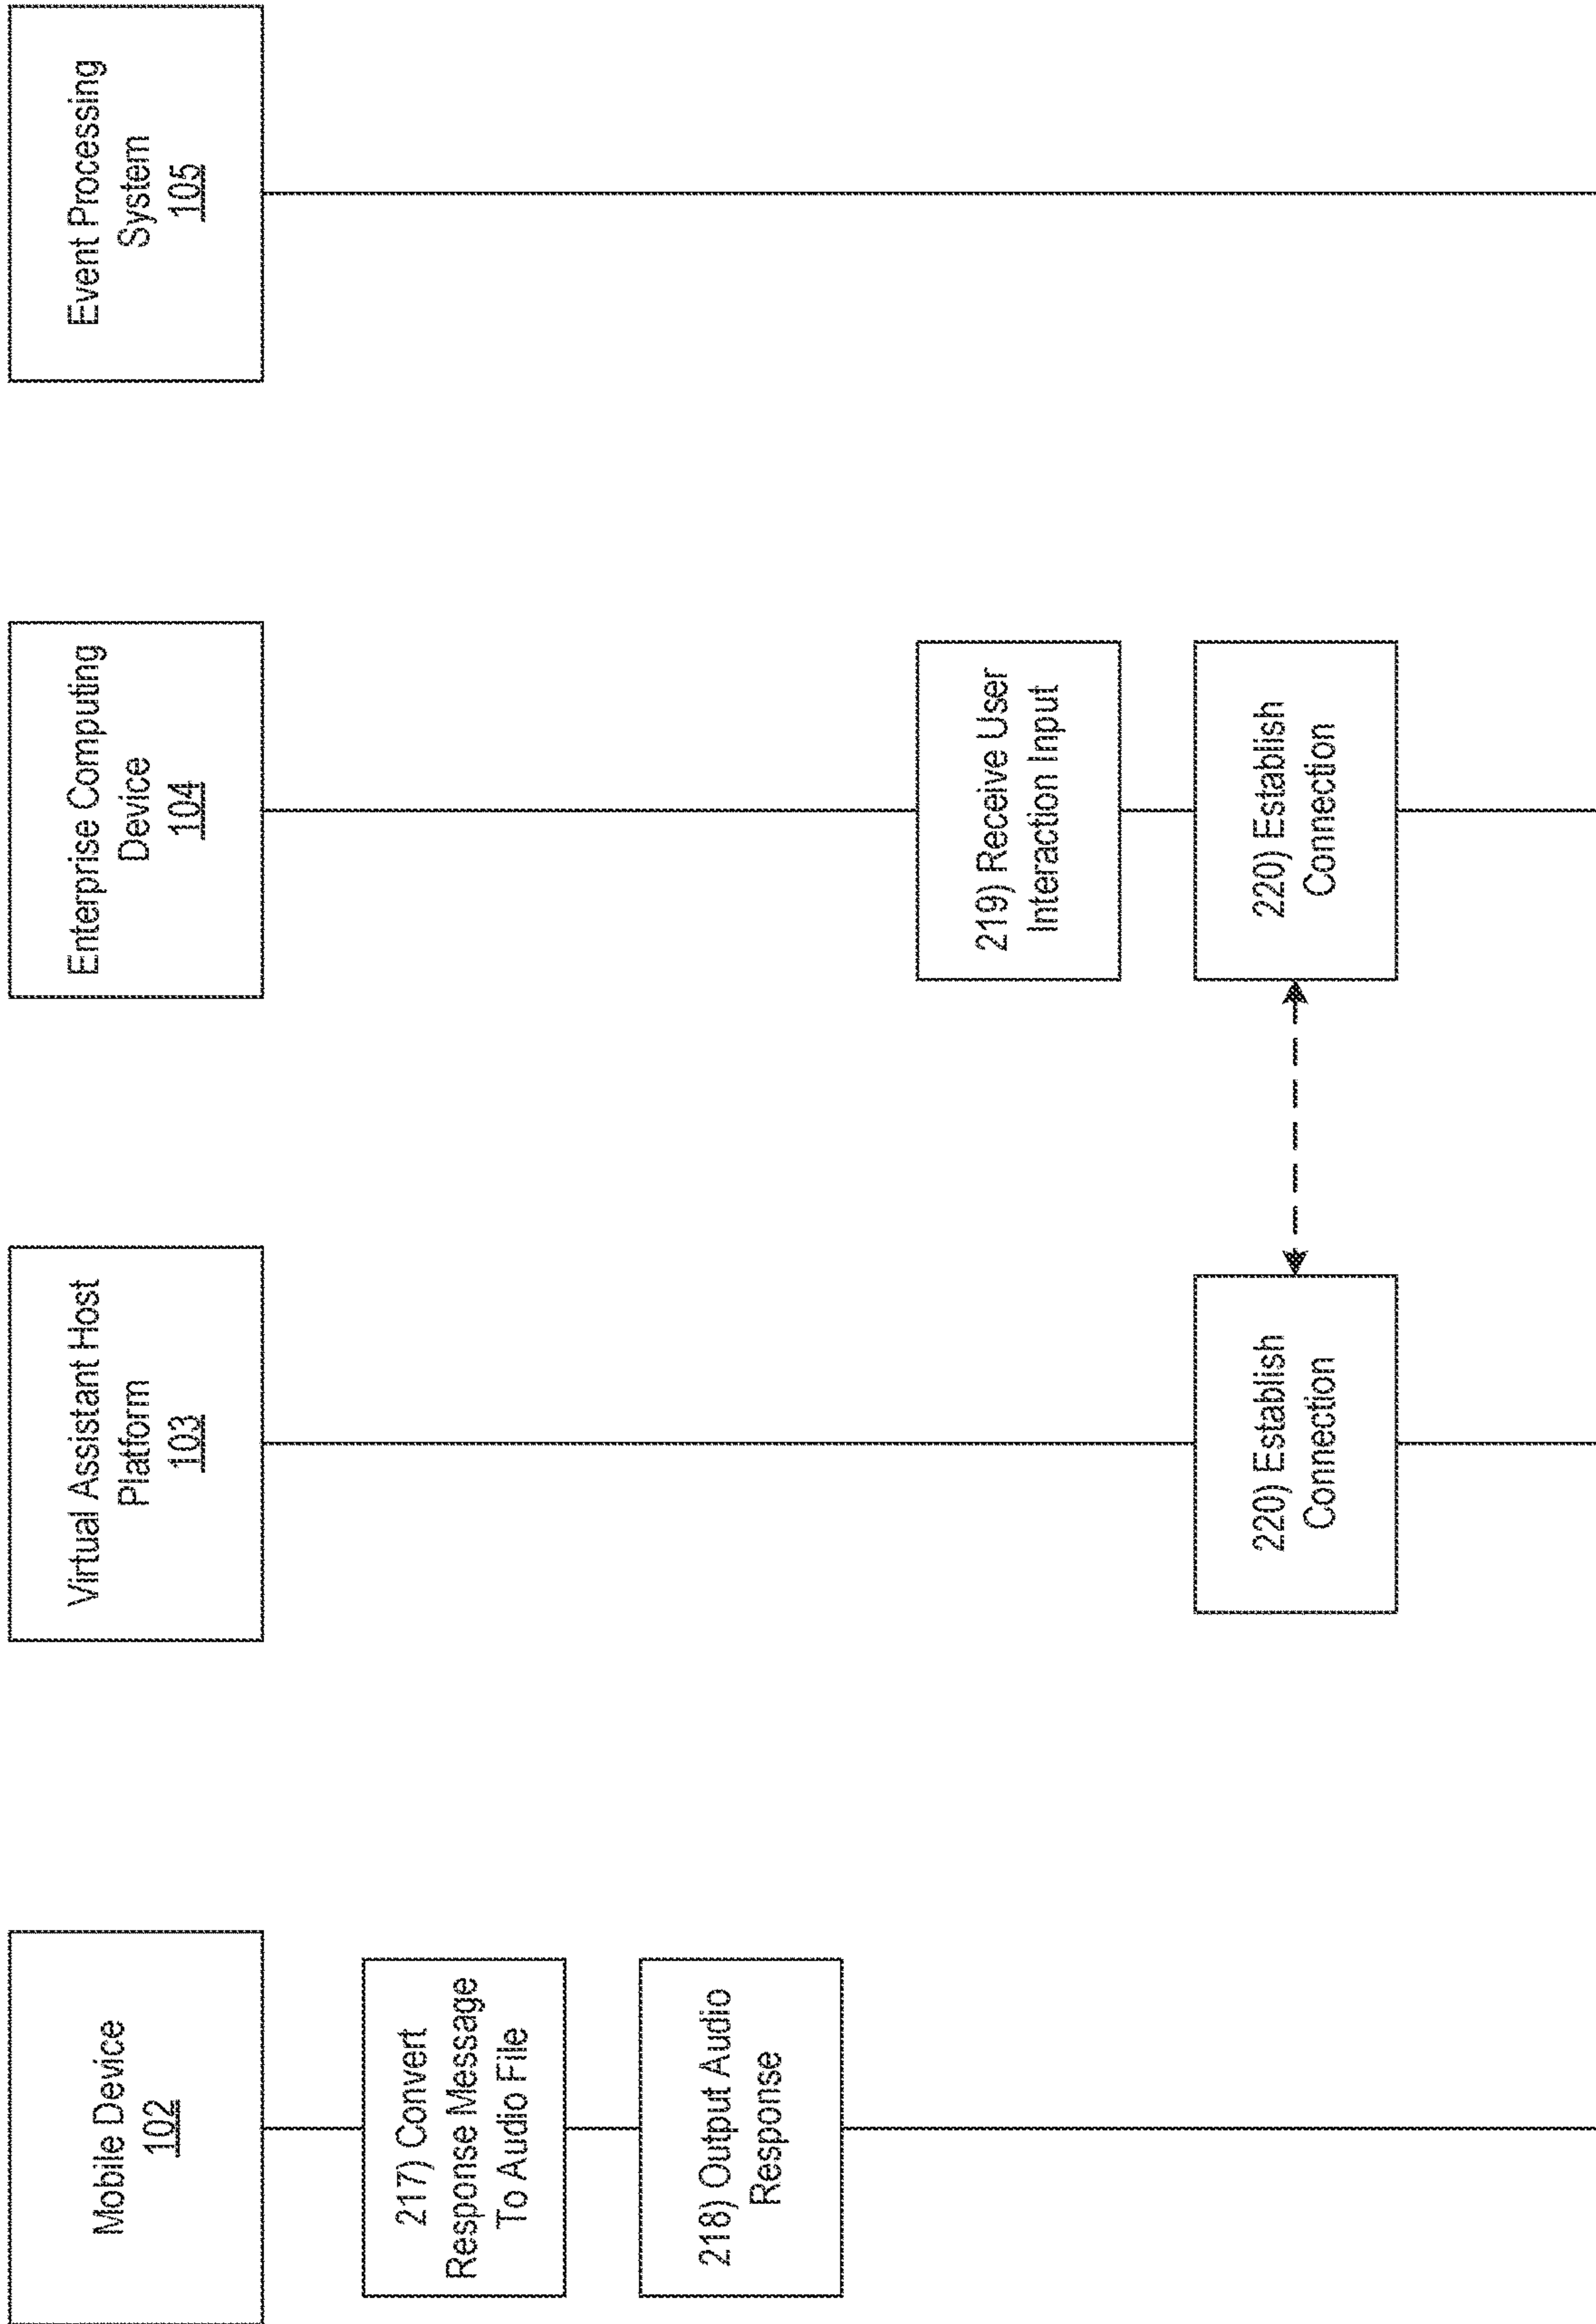 Mobile Device
102
Virtual Assistant Host
Platform
103
Enterprise Computing
Device
104
Event Processing
System
105
217) Convert
Response Message
To Audio File
218) Output Audio
Response
219) Receive User
Interaction Input
220) Establish
Connection
220) Establish
Connection